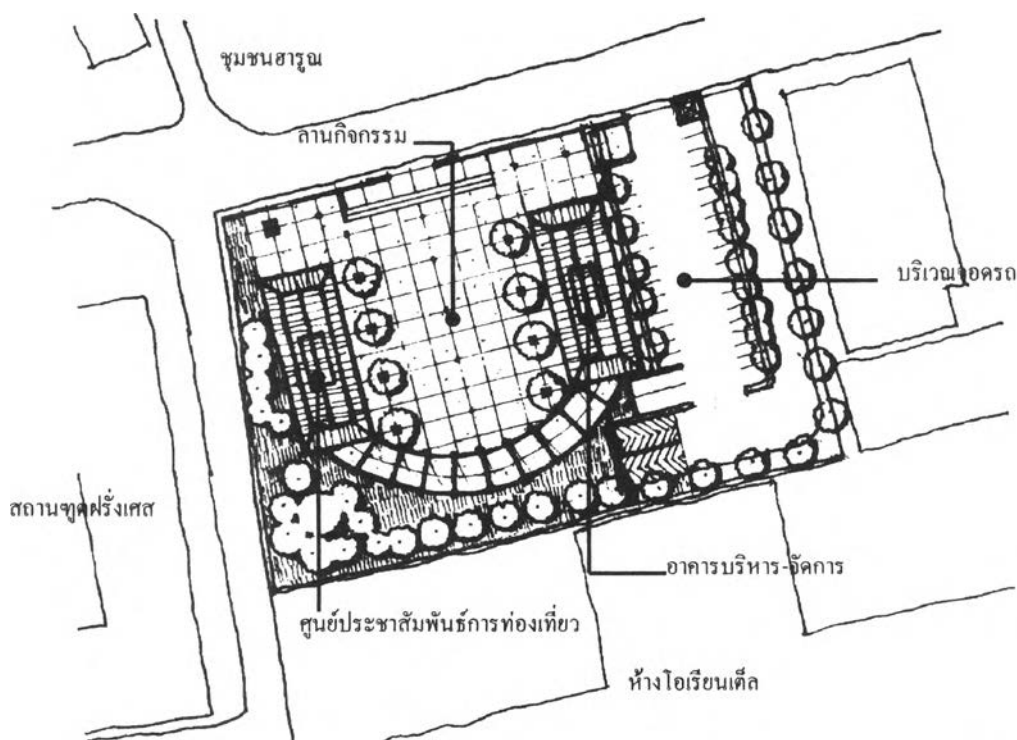 ชุมชนฮารูณ
ลานกิจกรรม
บริเวณจอดรถ
สถานฑูตฝรั่งเศส
อาคารบริหาร-จัดการ
ศูนย์ประชาสัมพันธ์การท่องเที่ยว
ห้างโอเรียนเต็ล